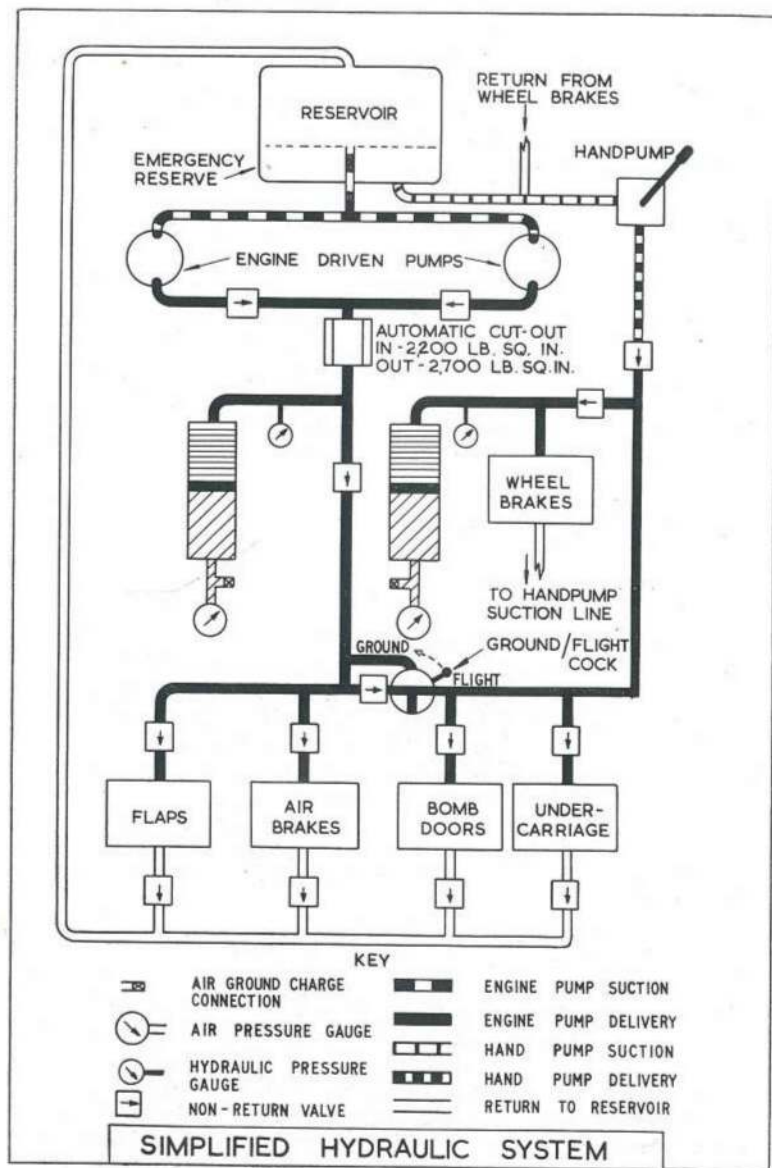 RESERVOIR
EMERGENCY
RESERVE
RETURN FROM
WHEEL BRAKES
HANDPUMP
ENGINE DRIVEN PUMPS
AUTOMATIC CUT-OUT
IN -2,200 LB. SQ. IN.
OUT -2,700 LB. SQ. IN.
WHEEL
BRAKES
TO HANDPUMP
SUCTION LINE
GROUND
GROUND/FLIGHT
COCK
FLIGHT
FLAPS
AIR
BRAKES
BOMB
DOORS
UNDER-
CARRIAGE
KEY
AIR GROUND CHARGE
CONNECTION
AIR PRESSURE GAUGE
HYDRAULIC PRESSURE
GAUGE
NON-RETURN VALVE
ENGINE PUMP SUCTION
ENGINE PUMP DELIVERY
HAND PUMP SUCTION
HAND PUMP DELIVERY
RETURN TO RESERVOIR
SIMPLIFIED HYDRAULIC SYSTEM